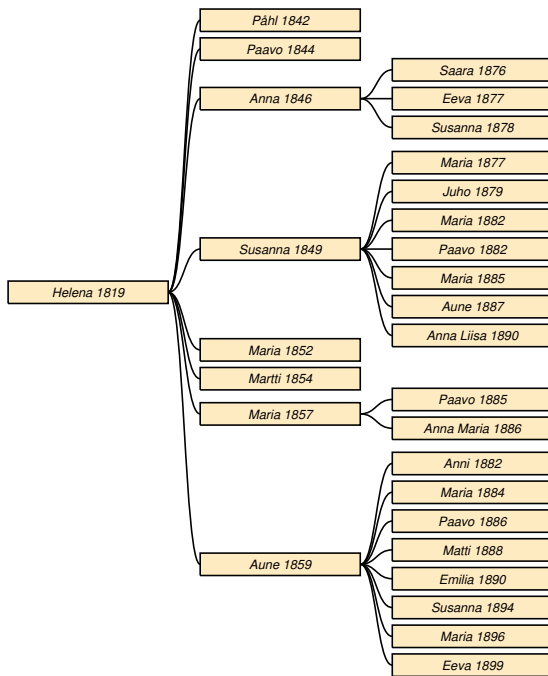 Helena 1819
Påhl 1842
Paavo 1844
Anna 1846
Saara 1876
Eeva 1877
Susanna 1878
Susanna 1849
Maria 1877
Juho 1879
Maria 1882
Paavo 1882
Maria 1885
Aune 1887
Anna Liisa 1890
Maria 1852
Martti 1854
Maria 1857
Paavo 1885
Anna Maria 1886
Aune 1859
Anni 1882
Maria 1884
Paavo 1886
Matti 1888
Emilia 1890
Susanna 1894
Maria 1896
Eeva 1899